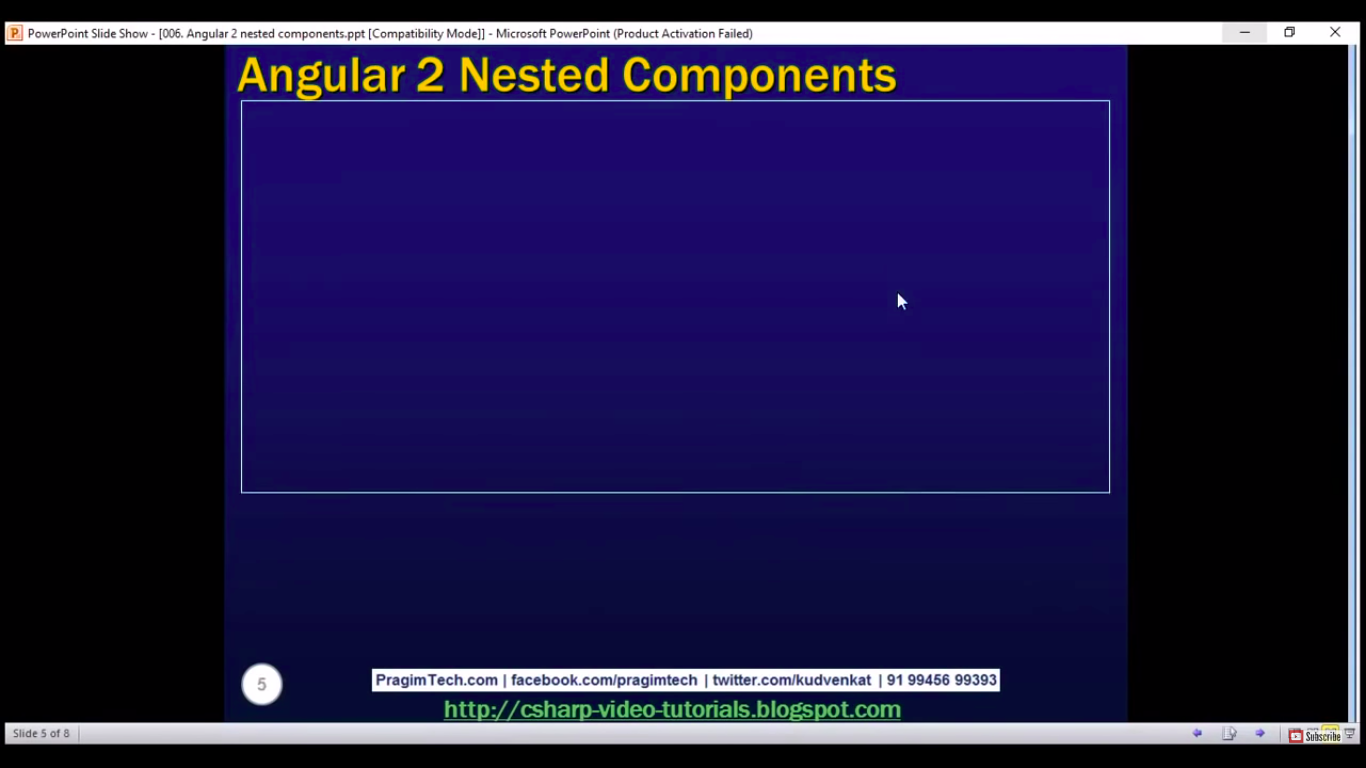 PowerPoint Slide Show - [006. Angular 2 nested components.ppt [Compatibility Mode]] - Microsoft PowerPoint (Product Activation Failed)
Angular 2 Nested Components
5
PragimTech.com | facebook.com/pragimtech | twitter.com/kudvenkat | 91 99456 99393
http://csharp-video-tutorials.blogspot.com
Slide 5 of 8
Subscribe